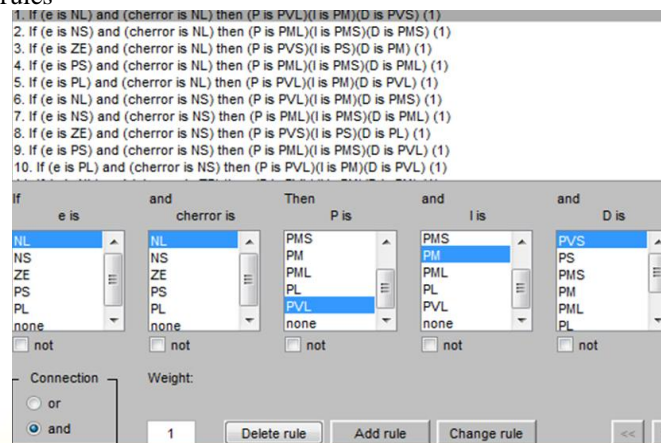 rules
1. If (e is NL) and (cherror is NL) then (P is PVL)(I is PM)(D is PVS) (1)
2. If (e is NS) and (cherror is NL) then (P is PML)(I is PMS)(D is PMS) (1)
3. If (e is ZE) and (cherror is NL) then (P is PVS)(I is PS)(D is PM) (1)
4. If (e is PS) and (cherror is NL) then (P is PML)(I is PMS)(D is PML) (1)
5. If (e is PL) and (cherror is NL) then (P is PVL)(I is PM)(D is PVL) (1)
6. If (e is NL) and (cherror is NS) then (P is PVL)(I is PM)(D is PMS) (1)
7. If (e is NS) and (cherror is NS) then (P is PML)(I is PMS)(D is PML) (1)
8. If (e is ZE) and (cherror is NS) then (P is PVS)(I is PS)(D is PL) (1)
9. If (e is PS) and (cherror is NS) then (P is PML)(I is PMS)(D is PVL) (1)
10. If (e is PL) and (cherror is NS) then (P is PVL)(I is PM)(D is PVL) (1)
If and Then and and
e is cherror is P is I is D is
NL NL PMS PMS PVS
NS NS PM PM PS
ZE ZE PML PML PMS
PS PS PL PL PM
PL PL PVL PVL PML
none none none none PL
not not not not not
Connection Weight:
or
and 1 Delete rule Add rule Change rule <<